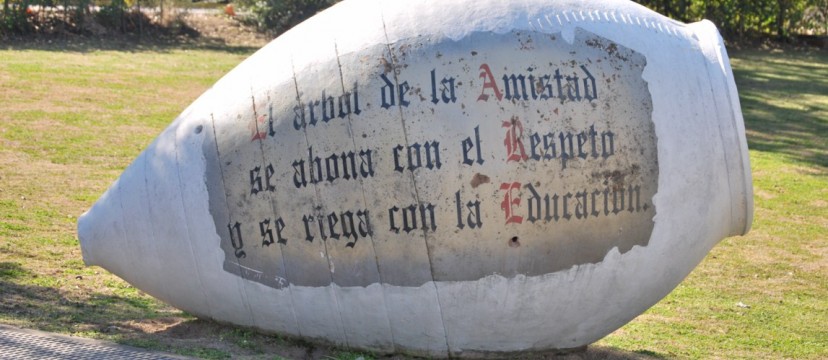 El árbol de la Amistad
se abona con el Respeto
y se riega con la Educación.